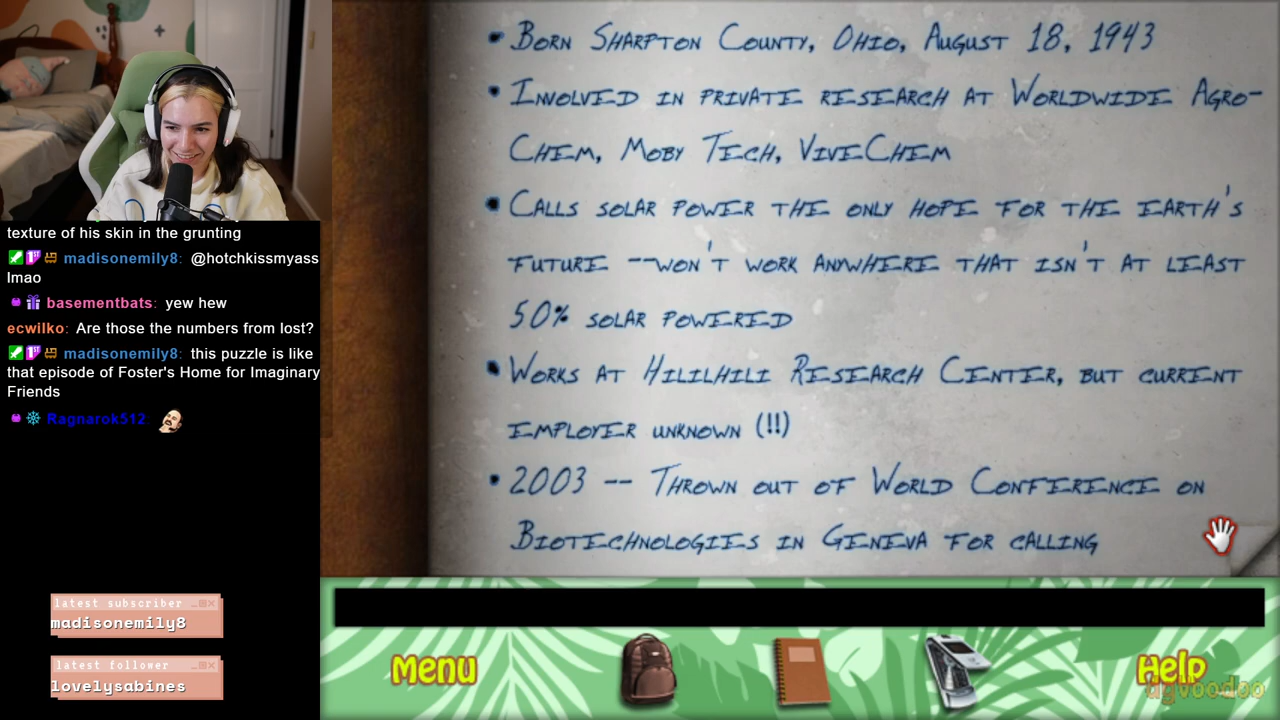 texture of his skin in the grunting
madisonemily8: @hotchkissmyass
lmao
basementbats: yew hew
ecwilko: Are those the numbers from lost?
madisonemily8: this puzzle is like
that episode of Foster's Home for Imaginary
Friends
Ragnarok512:
latest subscriber
madisonemily8
latest follower
lovelysabines
• Born Sharpton County, Ohio, August 18, 1943
• Involved in private research at Worldwide Agro-
Chem, Moby Tech, ViveChem
• Calls solar power the only hope for the earth's
future --won't work anywhere that isn't at least
50% solar powered
• Works at Hililhili Research Center, but current
employer unknown (!!)
• 2003 -- Thrown out of World Conference on
Biotechnologies in Geneva for calling
Menu
Help
dgvoodoo